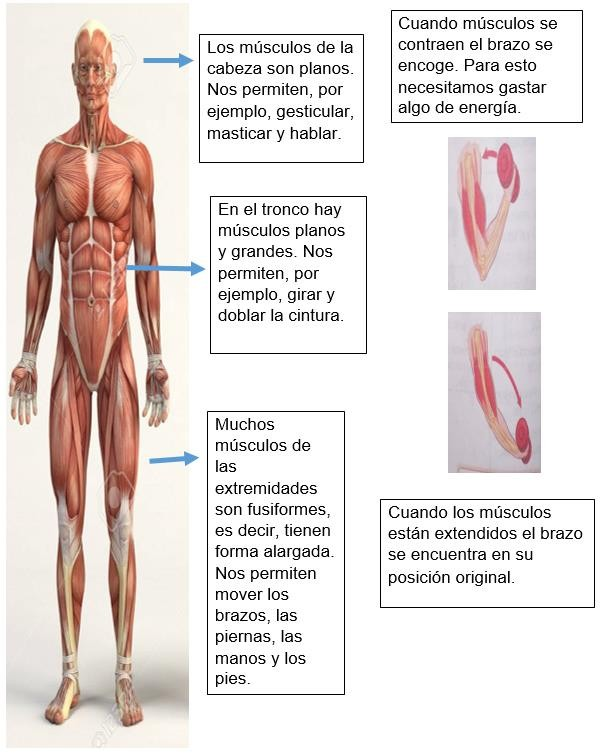 Los músculos de la
cabeza son planos.
Nos permiten, por
ejemplo, gesticular,
masticar y hablar.
En el tronco hay
músculos planos
y grandes. Nos
permiten, por
ejemplo, girar y
doblar la cintura.
Muchos
músculos de
las
extremidades
son fusiformes,
es decir, tienen
forma alargada.
Nos permiten
mover los
brazos, las
piernas, las
manos y los
pies.
Cuando músculos se
contraen el brazo se
encoge. Para esto
necesitamos gastar
algo de energía.
Cuando los músculos
están extendidos el brazo
se encuentra en su
posición original.